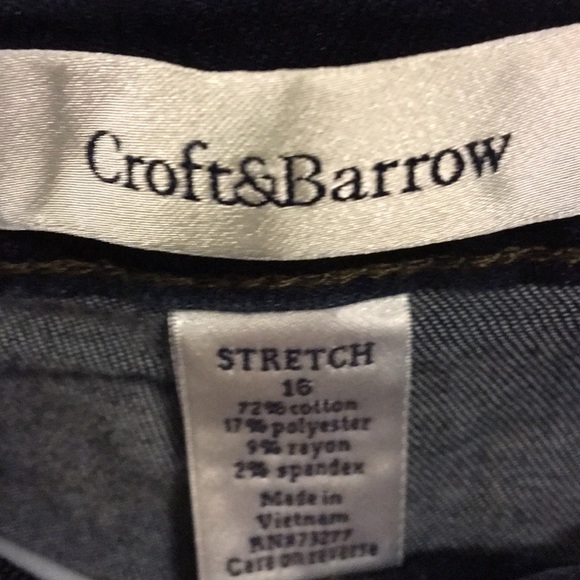 Croft&Barrow
STRETCH
16
72% cotton
17% polyester
9% rayon
2% spandex
Made in
Vietnam
RN#73277
Care on reverse